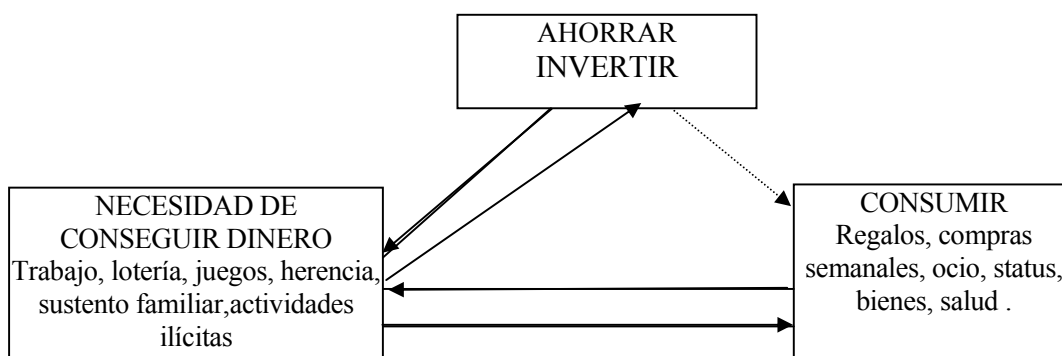 AHORRAR
INVERTIR
NECESIDAD DE
CONSEGUIR DINERO
Trabajo, lotería, juegos, herencia,
sustento familiar,actividades
ilícitas
CONSUMIR
Regalos, compras
semanales, ocio, status,
bienes, salud .